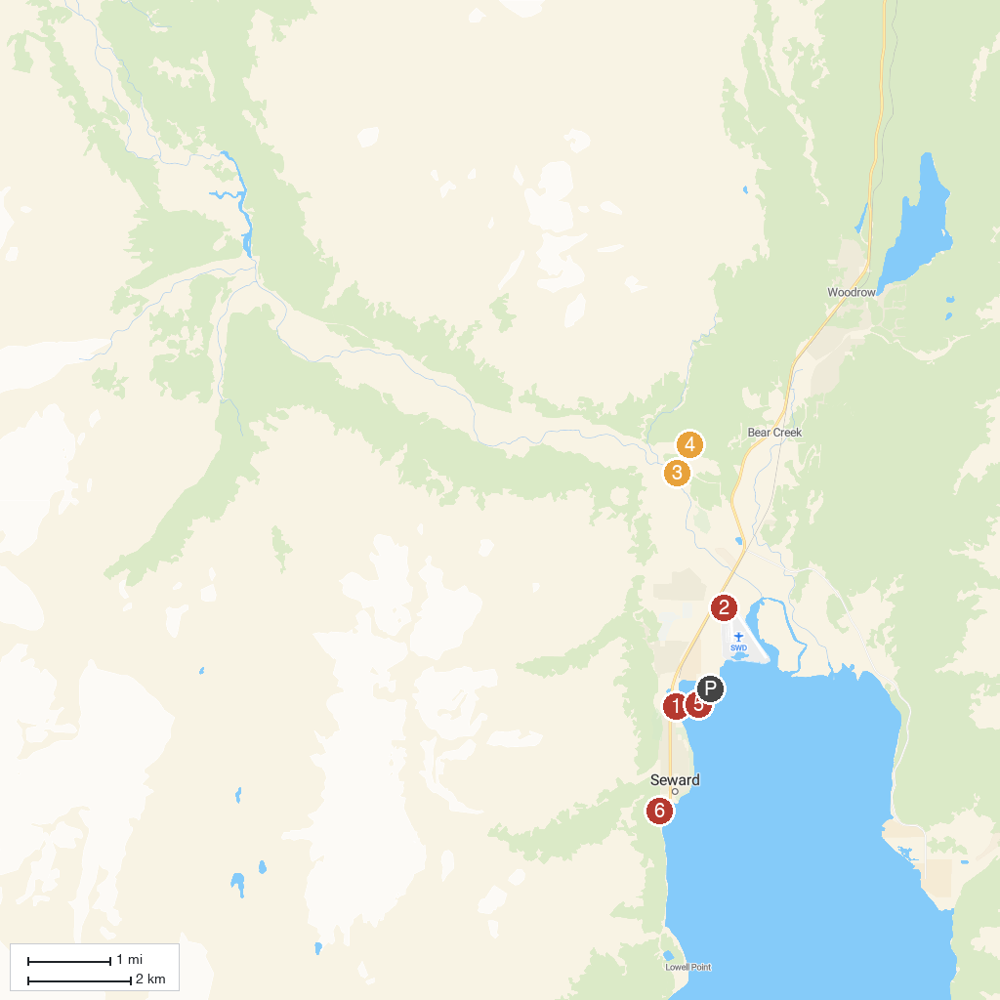 Woodrow
Bear Creek
4
3
2
SWD
P
1
5
Seward
6
Lowell Point
1 mi
2 km